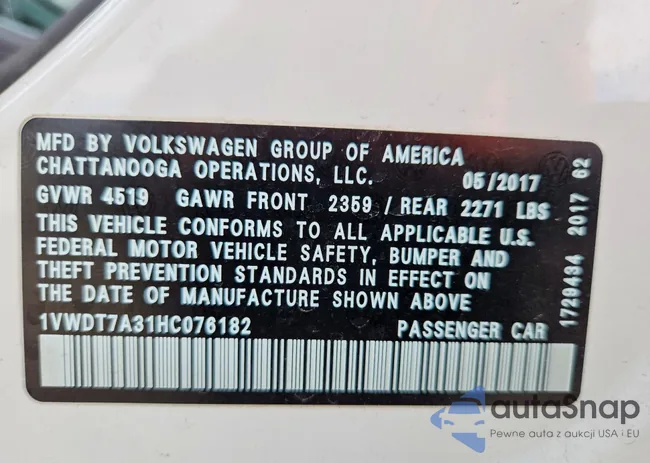 MFD BY VOLKSWAGEN GROUP OF AMERICA
CHATTANOOGA OPERATIONS, LLC. 05/2017
GVWR 4519 GAWR FRONT 2359 / REAR 2271 LBS
THIS VEHICLE CONFORMS TO ALL APPLICABLE U.S.
FEDERAL MOTOR VEHICLE SAFETY, BUMPER AND
THEFT PREVENTION STANDARDS IN EFFECT ON
THE DATE OF MANUFACTURE SHOWN ABOVE
1VWDT7A31HC076182 PASSENGER CAR
1729434 2017 62
autoSnap
Pewne auta z aukcji USA i EU